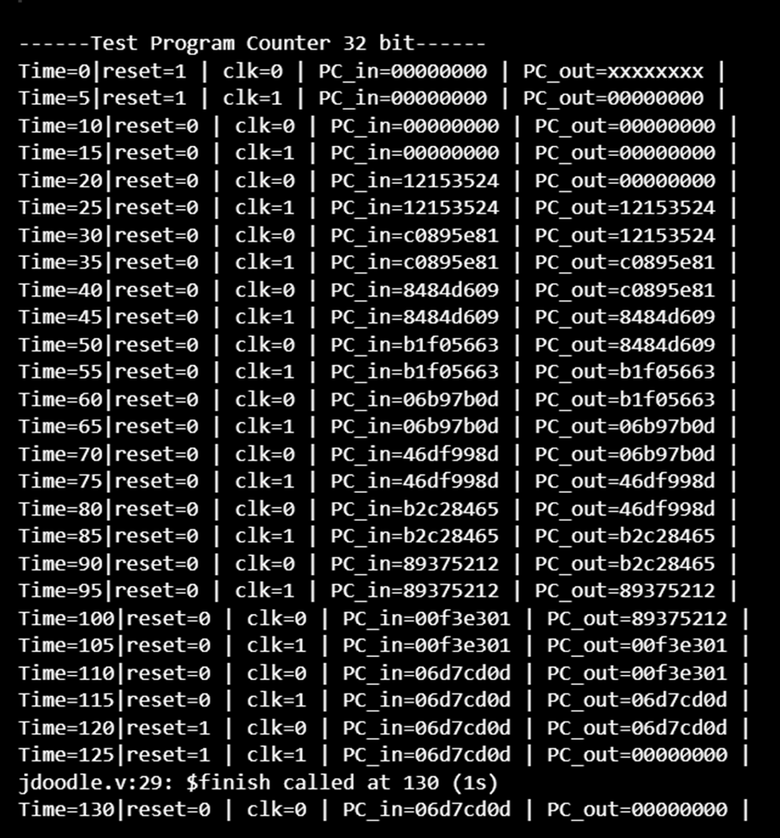 ------Test Program Counter 32 bit------
Time=0|reset=1 | clk=0 | PC_in=00000000 | PC_out=xxxxxxxx |
Time=5|reset=1 | clk=1 | PC_in=00000000 | PC_out=00000000 |
Time=10|reset=0 | clk=0 | PC_in=00000000 | PC_out=00000000 |
Time=15|reset=0 | clk=1 | PC_in=00000000 | PC_out=00000000 |
Time=20|reset=0 | clk=0 | PC_in=12153524 | PC_out=00000000 |
Time=25|reset=0 | clk=1 | PC_in=12153524 | PC_out=12153524 |
Time=30|reset=0 | clk=0 | PC_in=c0895e81 | PC_out=12153524 |
Time=35|reset=0 | clk=1 | PC_in=c0895e81 | PC_out=c0895e81 |
Time=40|reset=0 | clk=0 | PC_in=8484d609 | PC_out=c0895e81 |
Time=45|reset=0 | clk=1 | PC_in=8484d609 | PC_out=8484d609 |
Time=50|reset=0 | clk=0 | PC_in=b1f05663 | PC_out=8484d609 |
Time=55|reset=0 | clk=1 | PC_in=b1f05663 | PC_out=b1f05663 |
Time=60|reset=0 | clk=0 | PC_in=06b97b0d | PC_out=b1f05663 |
Time=65|reset=0 | clk=1 | PC_in=06b97b0d | PC_out=06b97b0d |
Time=70|reset=0 | clk=0 | PC_in=46df998d | PC_out=06b97b0d |
Time=75|reset=0 | clk=1 | PC_in=46df998d | PC_out=46df998d |
Time=80|reset=0 | clk=0 | PC_in=b2c28465 | PC_out=46df998d |
Time=85|reset=0 | clk=1 | PC_in=b2c28465 | PC_out=b2c28465 |
Time=90|reset=0 | clk=0 | PC_in=89375212 | PC_out=b2c28465 |
Time=95|reset=0 | clk=1 | PC_in=89375212 | PC_out=89375212 |
Time=100|reset=0 | clk=0 | PC_in=00f3e301 | PC_out=89375212 |
Time=105|reset=0 | clk=1 | PC_in=00f3e301 | PC_out=00f3e301 |
Time=110|reset=0 | clk=0 | PC_in=06d7cd0d | PC_out=00f3e301 |
Time=115|reset=0 | clk=1 | PC_in=06d7cd0d | PC_out=06d7cd0d |
Time=120|reset=1 | clk=0 | PC_in=06d7cd0d | PC_out=06d7cd0d |
Time=125|reset=1 | clk=1 | PC_in=06d7cd0d | PC_out=00000000 |
jdoodle.v:29: $finish called at 130 (1s)
Time=130|reset=0 | clk=0 | PC_in=06d7cd0d | PC_out=00000000 |